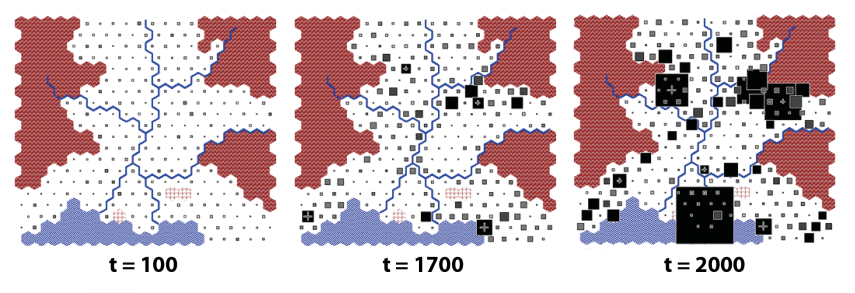 t = 100
t = 1700
t = 2000